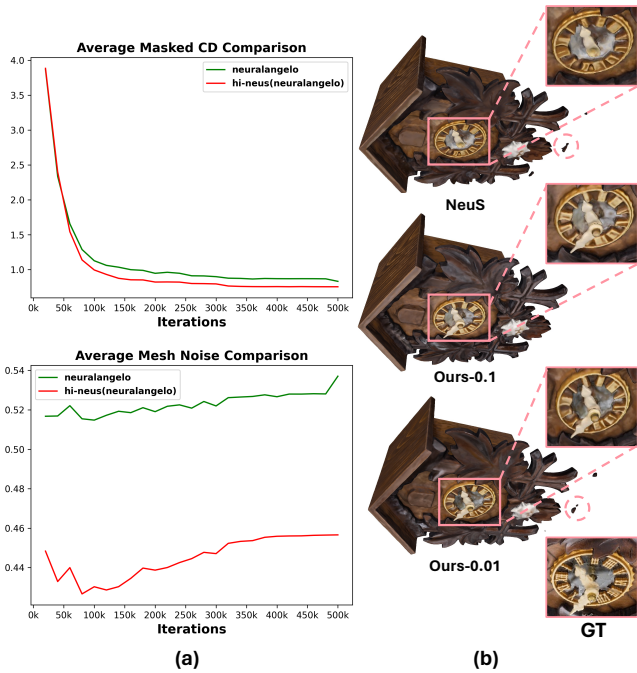 Average Masked CD Comparison
neuralangelo
hi-neus(neuralangelo)
4.0
3.5
3.0
2.5
2.0
1.5
1.0
0k 50k 100k 150k 200k 250k 300k 350k 400k 450k 500k
Iterations
Average Mesh Noise Comparison
neuralangelo
hi-neus(neuralangelo)
0.54
0.52
0.50
0.48
0.46
0.44
0k 50k 100k 150k 200k 250k 300k 350k 400k 450k 500k
Iterations
(a)
NeuS
Ours-0.1
Ours-0.01
GT
(b)